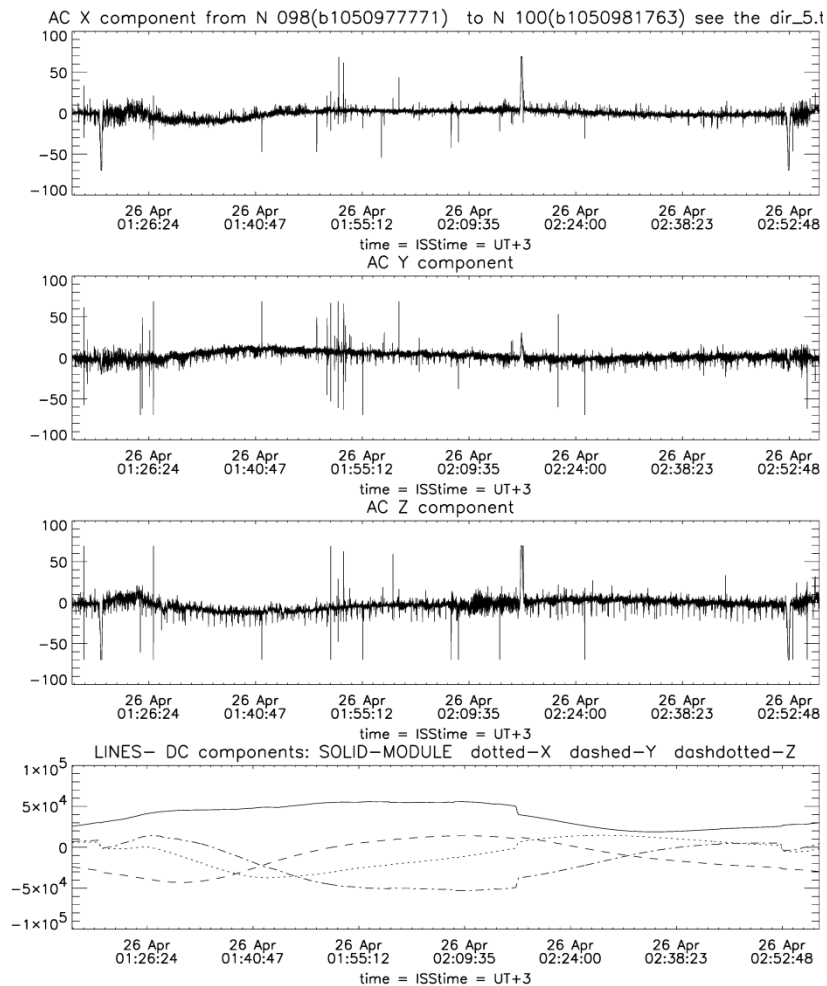 AC X component from N 098(b1050977771) to N 100(b1050981763) see the dir_5.t
100
50
0
−50
−100
26 Apr 26 Apr 26 Apr 26 Apr 26 Apr 26 Apr 26 Apr
01:26:24 01:40:47 01:55:12 02:09:35 02:24:00 02:38:23 02:52:48
time = ISStime = UT+3
AC Y component
100
50
0
−50
−100
26 Apr 26 Apr 26 Apr 26 Apr 26 Apr 26 Apr 26 Apr
01:26:24 01:40:47 01:55:12 02:09:35 02:24:00 02:38:23 02:52:48
time = ISStime = UT+3
AC Z component
100
50
0
−50
−100
26 Apr 26 Apr 26 Apr 26 Apr 26 Apr 26 Apr 26 Apr
01:26:24 01:40:47 01:55:12 02:09:35 02:24:00 02:38:23 02:52:48
time = ISStime = UT+3
LINES− DC components: SOLID−MODULE dotted−X dashed−Y dashdotted−Z
1×10⁵
5×10⁴
0
−5×10⁴
−1×10⁵
26 Apr 26 Apr 26 Apr 26 Apr 26 Apr 26 Apr 26 Apr
01:26:24 01:40:47 01:55:12 02:09:35 02:24:00 02:38:23 02:52:48
time = ISStime = UT+3